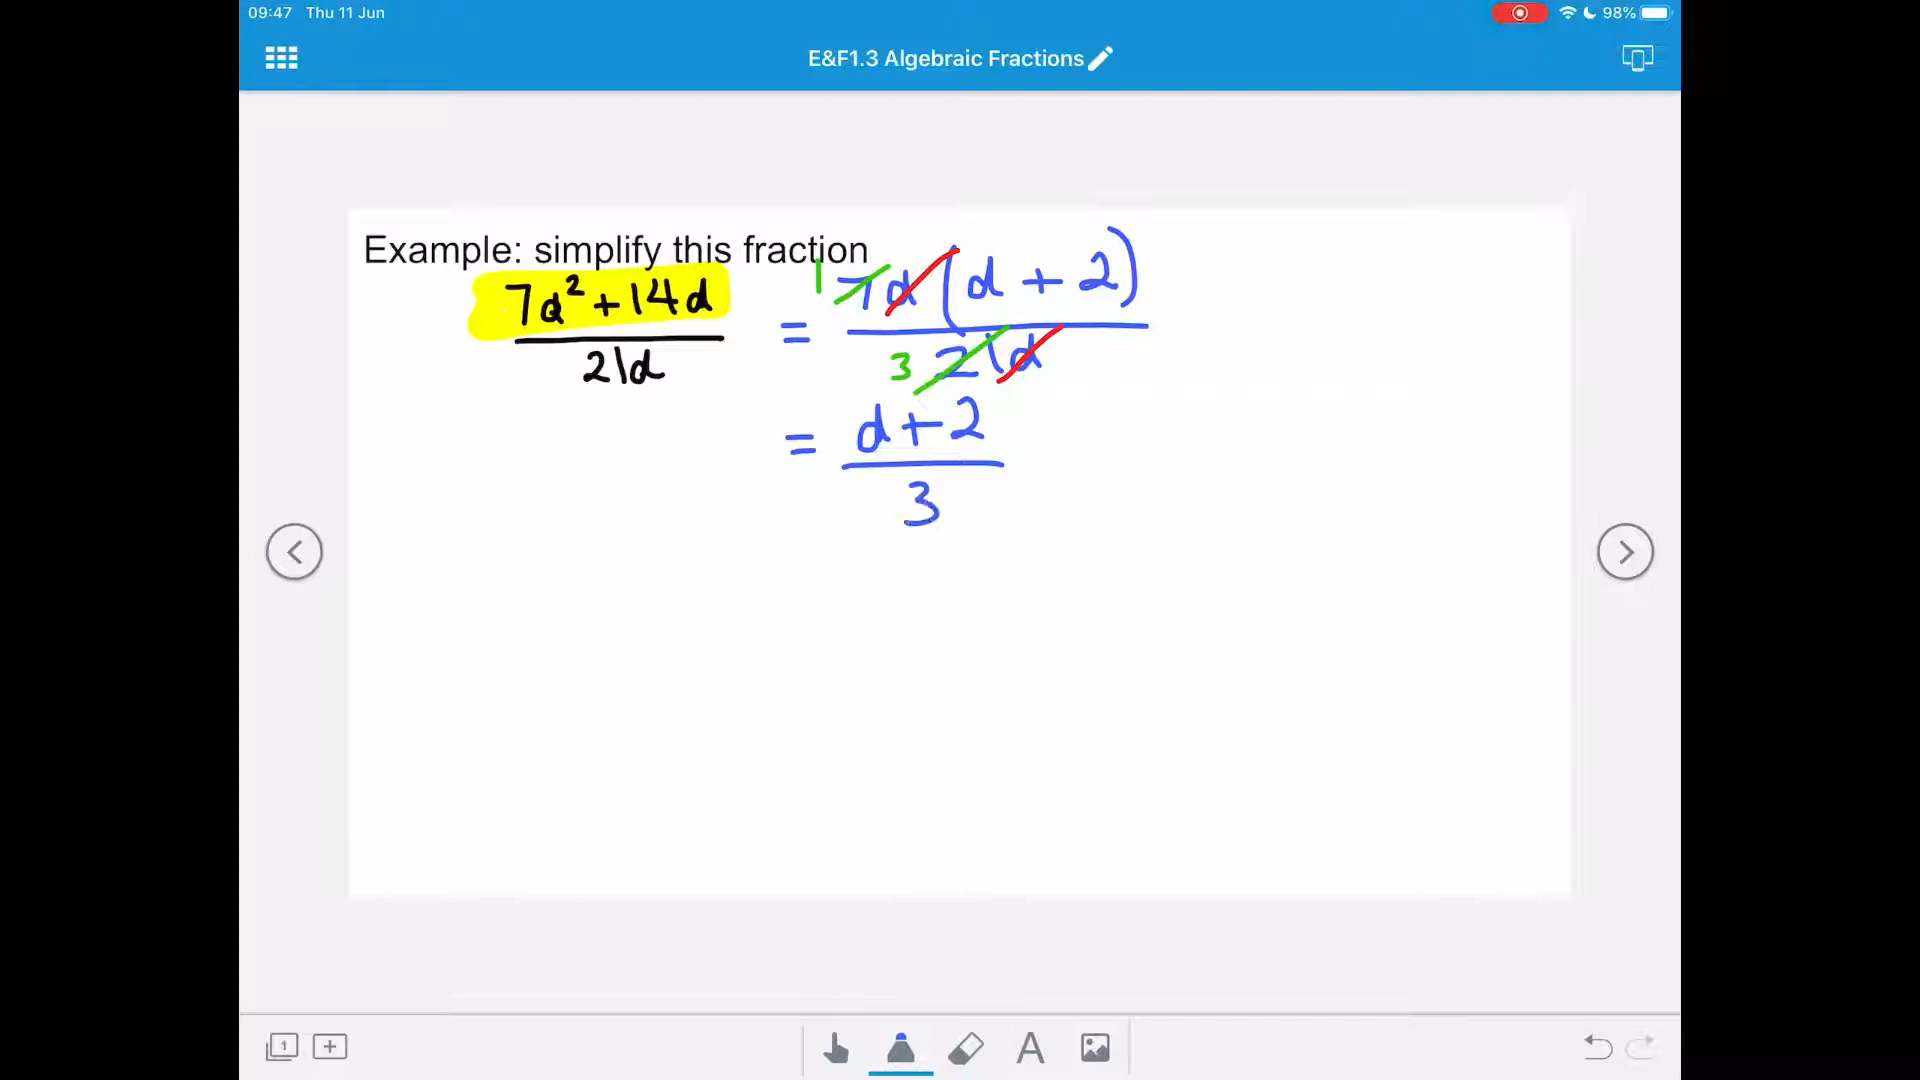 09:47 Thu 11 Jun 98%
E&F1.3 Algebraic Fractions
Example: simplify this fraction
7d² + 14d
21d
= 1 7d (d + 2)
3 21d
= d + 2
3
1
A